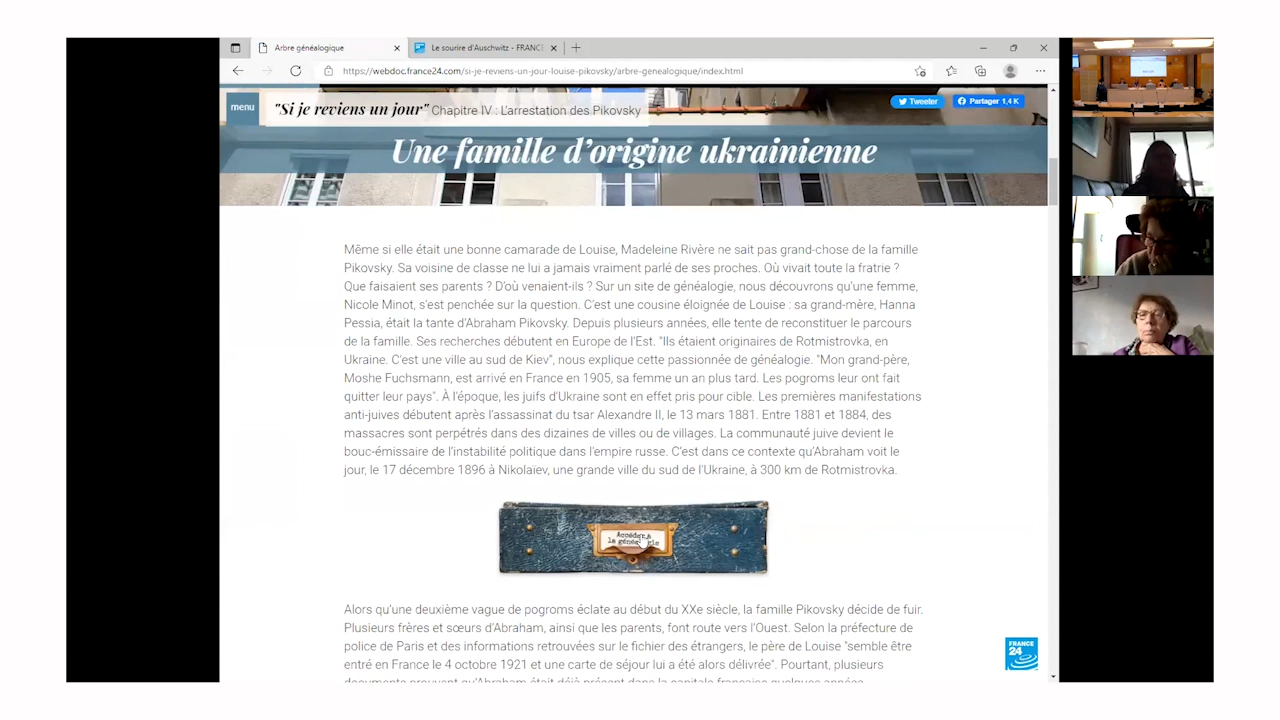 Arbre généalogique
Le sourire d'Auschwitz - FRANCE
https://webdoc.france24.com/si-je-reviens-un-jour-louise-pikovsky/arbre-genealogique/index.html
menu
"Si je reviens un jour" Chapitre IV : L'arrestation des Pikovsky
Tweeter
Partager 1,4 K
Une famille d'origine ukrainienne
Même si elle était une bonne camarade de Louise, Madeleine Rivère ne sait pas grand-chose de la famille
Pikovsky. Sa voisine de classe ne lui a jamais vraiment parlé de ses proches. Où vivait toute la fratrie ?
Que faisaient ses parents ? D'où venaient-ils ? Sur un site de généalogie, nous découvrons qu'une femme,
Nicole Minot, s'est penchée sur la question. C'est une cousine éloignée de Louise : sa grand-mère, Hanna
Pessia, était la tante d'Abraham Pikovsky. Depuis plusieurs années, elle tente de reconstituer le parcours
de la famille. Ses recherches débutent en Europe de l'Est. "Ils étaient originaires de Rotmistrovka, en
Ukraine. C'est une ville au sud de Kiev", nous explique cette passionnée de généalogie. "Mon grand-père,
Moshe Fuchsmann, est arrivé en France en 1905, sa femme un an plus tard. Les pogroms leur ont fait
quitter leur pays". À l'époque, les juifs d'Ukraine sont en effet pris pour cible. Les premières manifestations
anti-juives débutent après l'assassinat du tsar Alexandre II, le 13 mars 1881. Entre 1881 et 1884, des
massacres sont perpétrés dans des dizaines de villes ou de villages. La communauté juive devient le
bouc-émissaire de l'instabilité politique dans l'empire russe. C'est dans ce contexte qu'Abraham voit le
jour, le 17 décembre 1896 à Nikolaïev, une grande ville du sud de l'Ukraine, à 300 km de Rotmistrovka.
Accéder à
la généalogie
Alors qu'une deuxième vague de pogroms éclate au début du XXe siècle, la famille Pikovsky décide de fuir.
Plusieurs frères et sœurs d'Abraham, ainsi que les parents, font route vers l'Ouest. Selon la préfecture de
police de Paris et des informations retrouvées sur le fichier des étrangers, le père de Louise "semble être
entré en France le 4 octobre 1921 et une carte de séjour lui a été alors délivrée". Pourtant, plusieurs
documents prouvent qu'Abraham était déjà présent dans la capitale française quelques années
FRANCE
24